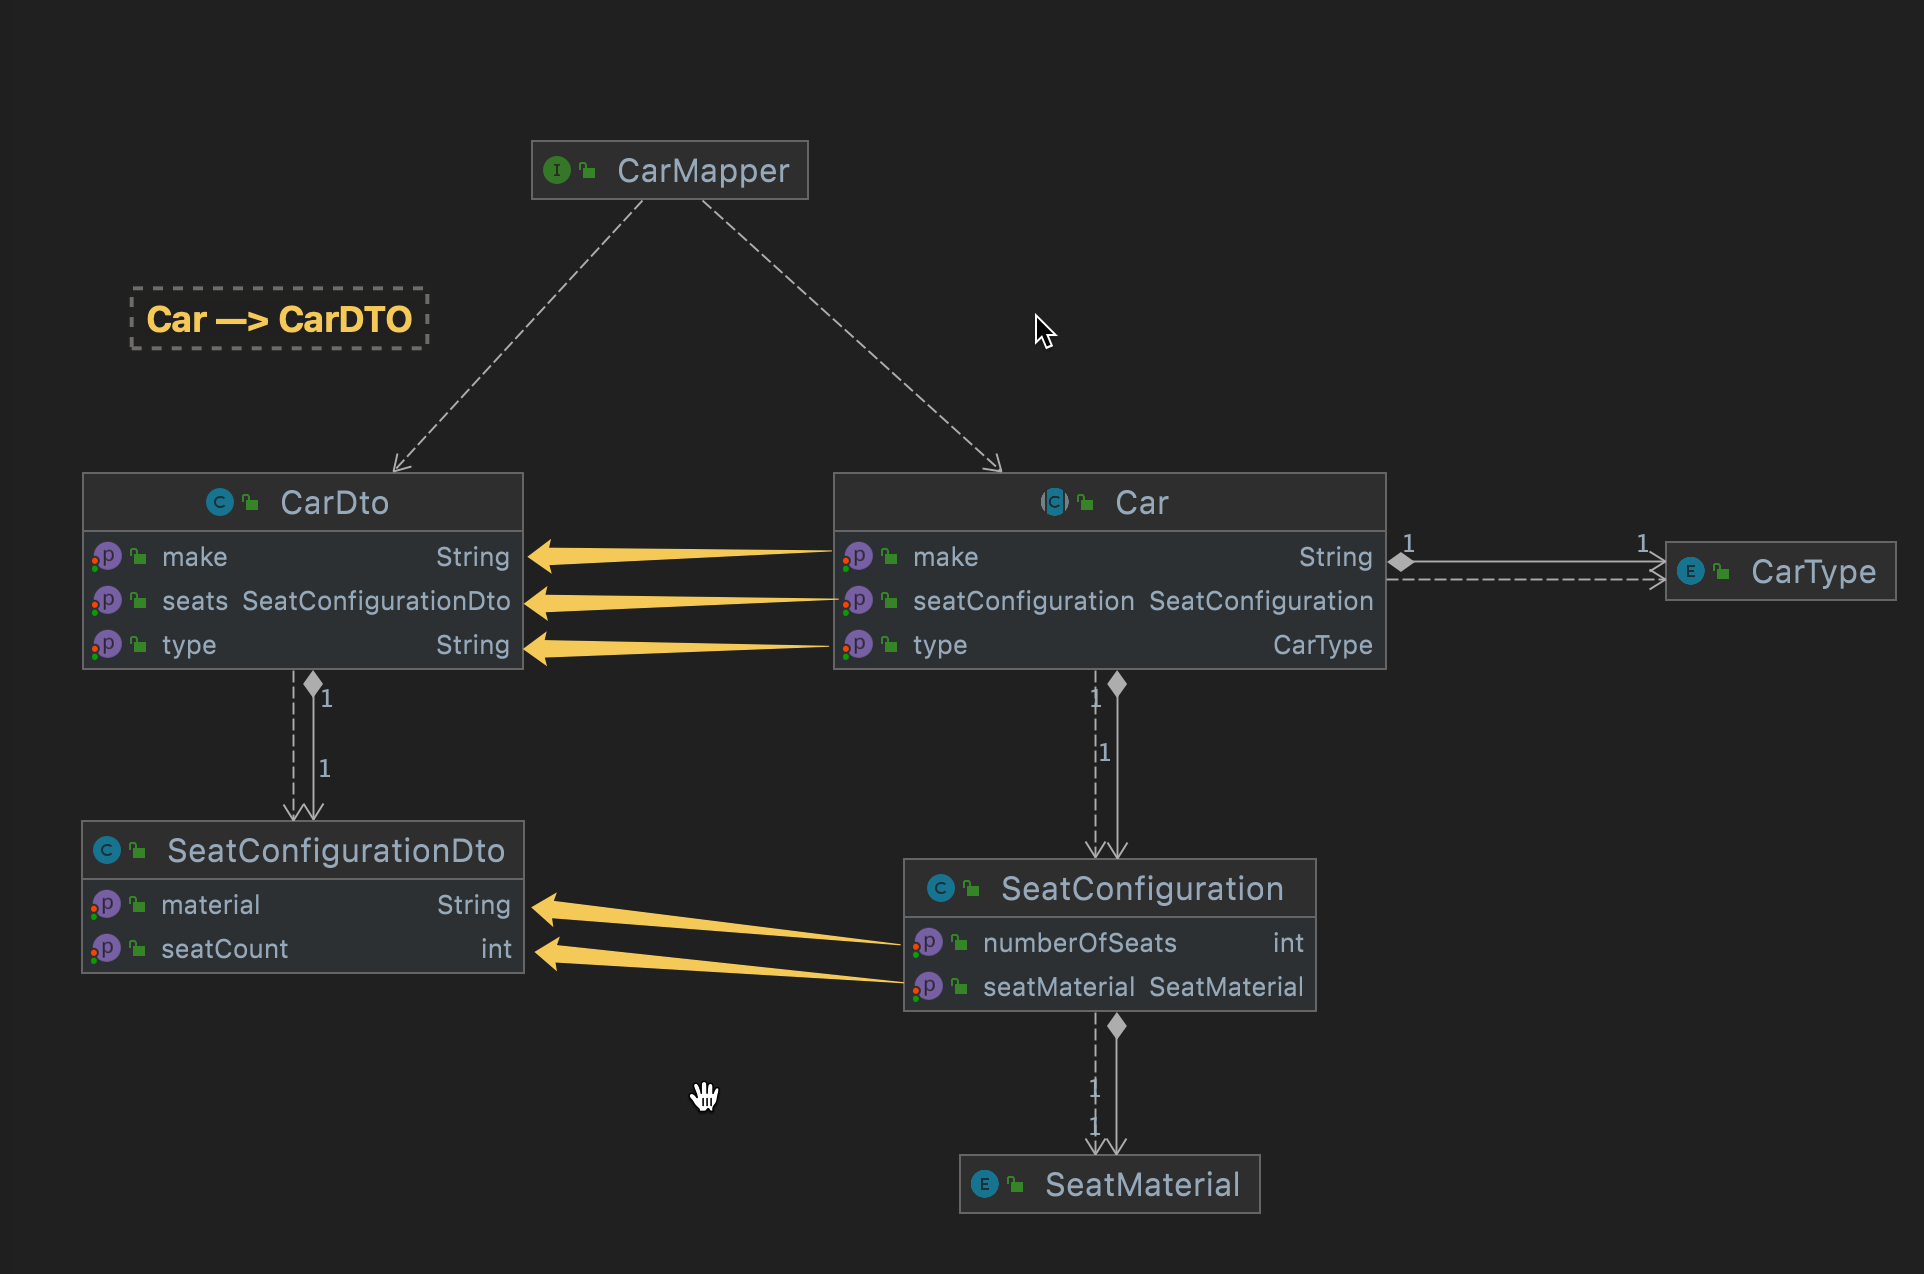 CarMapper
Car —> CarDTO
CarDto
make String
seats SeatConfigurationDto
type String
Car
make String
seatConfiguration SeatConfiguration
type CarType
1 1
CarType
1
1
1
1
SeatConfigurationDto
material String
seatCount int
SeatConfiguration
numberOfSeats int
seatMaterial SeatMaterial
1
1
SeatMaterial